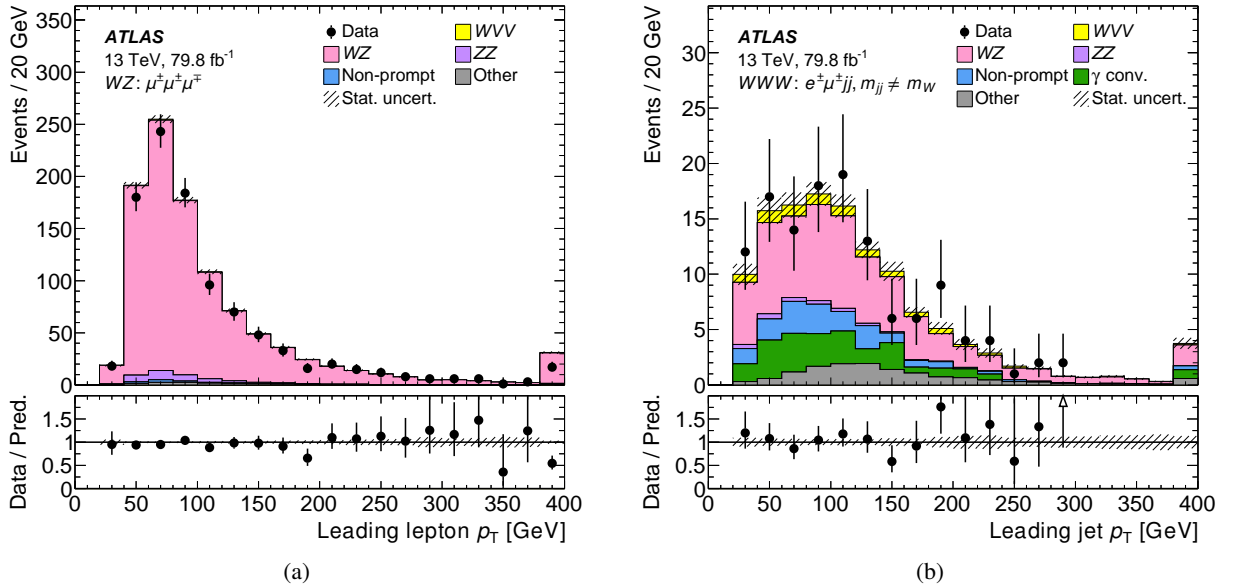 Events / 20 GeV
350
300
250
200
150
100
50
0
ATLAS
13 TeV, 79.8 fb⁻¹
WZ: μ±μ±μ∓
Data
WVV
WZ
ZZ
Non-prompt
Other
Stat. uncert.
Data / Pred.
1.5
1
0.5
0
0 50 100 150 200 250 300 350 400
Leading lepton pT [GeV]
(a)
Events / 20 GeV
30
25
20
15
10
5
0
ATLAS
13 TeV, 79.8 fb⁻¹
WWW: e±μ±jj, mjj ≠ mW
Data
WVV
WZ
ZZ
Non-prompt
γ conv.
Other
Stat. uncert.
Data / Pred.
1.5
1
0.5
0
0 50 100 150 200 250 300 350 400
Leading jet pT [GeV]
(b)